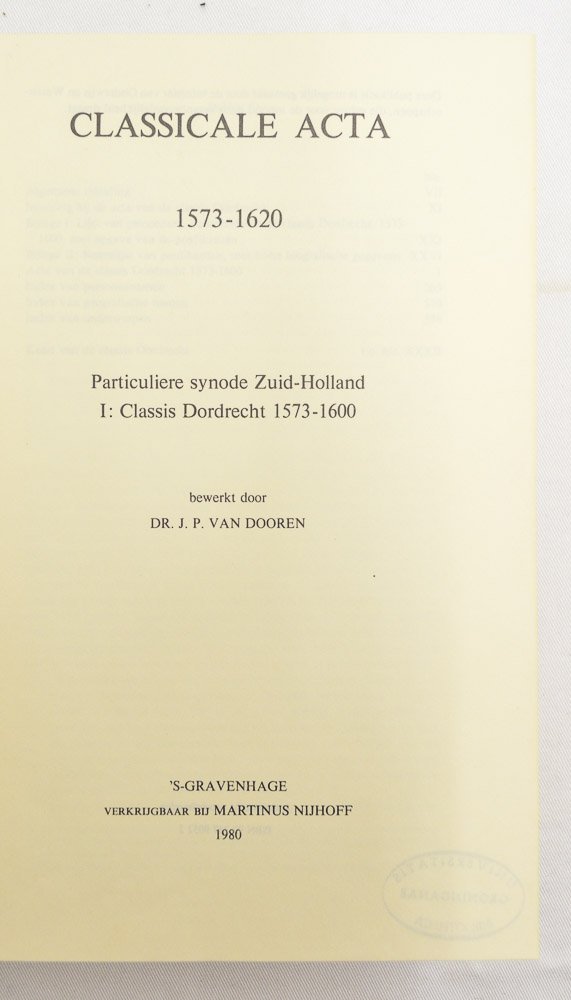 CLASSICALE ACTA
1573-1620
Particuliere synode Zuid-Holland
I: Classis Dordrecht 1573-1600
bewerkt door
DR. J. P. VAN DOOREN
'S-GRAVENHAGE
VERKRIJGBAAR BIJ MARTINUS NIJHOFF
1980